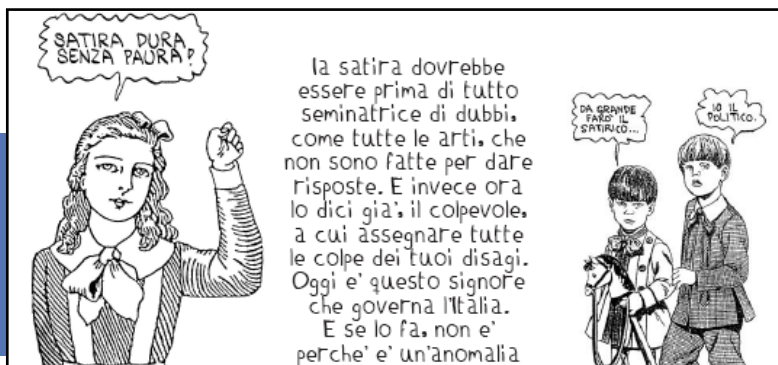 SATIRA DURA
SENZA PAURA!
la satira dovrebbe
essere prima di tutto
seminatrice di dubbi,
come tutte le arti, che
non sono fatte per dare
risposte. E invece ora
lo dici gia', il colpevole,
a cui assegnare tutte
le colpe dei tuoi disagi.
Oggi e' questo signore
che governa l'Italia.
E se lo fa, non e'
perche' e' un'anomalia
DA GRANDE
FARO' IL
SATIRICO...
IO IL
POLITICO.